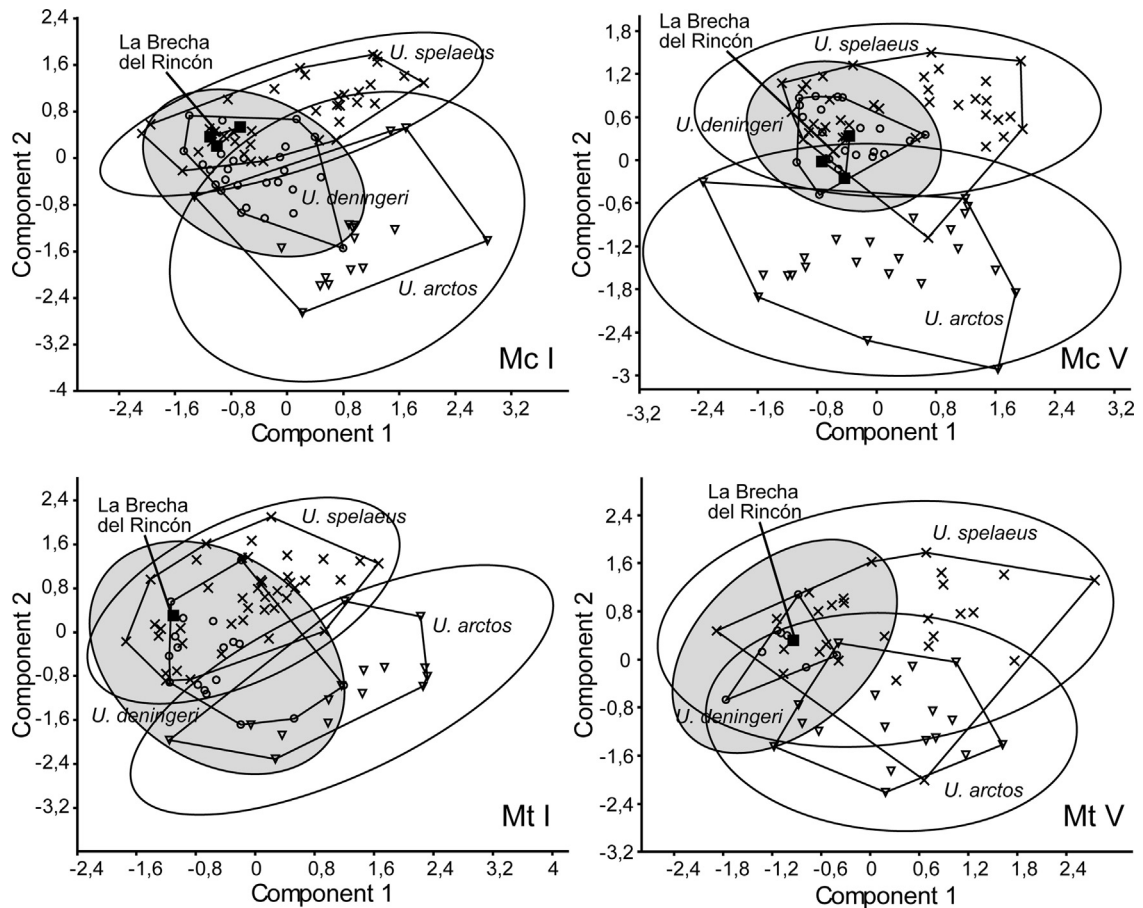 2,4
1,6
0,8
0
-0,8
-1,6
-2,4
-3,2
-4
Component 2
La Brecha
del Rincón
U. spelaeus
U. deningeri
U. arctos
Mc I
-2,4 -1,6 -0,8 0 0,8 1,6 2,4 3,2
Component 1
1,8
1,2
0,6
0
-0,6
-1,2
-1,8
-2,4
-3
Component 2
La Brecha
del Rincón
U. spelaeus
U. deningeri
U. arctos
Mc V
-3,2 -2,4 -1,6 -0,8 0 0,8 1,6 2,4 3,2
Component 1
2,4
1,6
0,8
0
-0,8
-1,6
-2,4
-3,2
Component 2
La Brecha
del Rincón
U. spelaeus
U. arctos
U. deningeri
Mt I
-2,4 -1,6 -0,8 0 0,8 1,6 2,4 3,2 4
Component 1
2,4
1,6
0,8
0
-0,8
-1,6
-2,4
-3,2
Component 2
La Brecha
del Rincón
U. spelaeus
U. deningeri
U. arctos
Mt V
-2,4 -1,8 -1,2 -0,6 0 0,6 1,2 1,8 2,4
Component 1